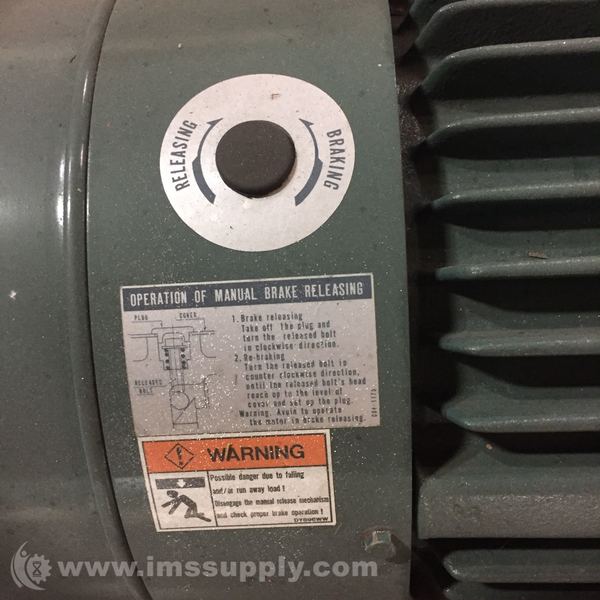 RELEASING
BRAKING
OPERATION OF MANUAL BRAKE RELEASING
PLUG COVER
RELEASED
BOLT
1. Brake releasing
Take off the plug and
turn the released bolt
in clockwise direction.
2. Re-braking
Turn the released bolt in
counter clockwise direction,
until the released bolt's head
reach up to the level of
cover and set up the plug.
Warning. Avoin to operate
the motor in brake releasing.
WARNING
Possible danger due to falling
and/or run away load !
Disengage the manual release mechanism
and check proper brake operation !
www.imssupply.com/